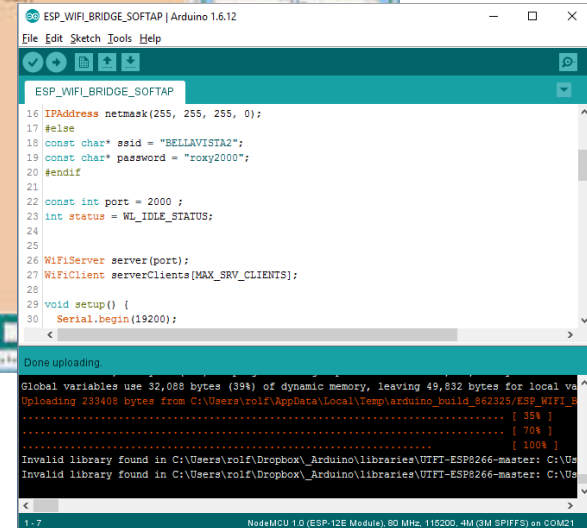 ESP_WIFI_BRIDGE_SOFTAP | Arduino 1.6.12
File Edit Sketch Tools Help
ESP_WIFI_BRIDGE_SOFTAP
16 IPAddress netmask(255, 255, 255, 0);
17 #else
18 const char* ssid = "BELLAVISTA2";
19 const char* password = "roxy2000";
20 #endif
21
22 const int port = 2000 ;
23 int status = WL_IDLE_STATUS;
24
25
26 WiFiServer server(port);
27 WiFiClient serverClients[MAX_SRV_CLIENTS];
28
29 void setup() {
30 Serial.begin(19200);
Done uploading.
Global variables use 32,088 bytes (39%) of dynamic memory, leaving 49,832 bytes for local va
Uploading 233408 bytes from C:\Users\rolf\AppData\Local\Temp\arduino_build_862325/ESP_WIFI_B
................................................................................ [ 35% ]
................................................................................ [ 70% ]
.................................................................... [ 100% ]
Invalid library found in C:\Users\rolf\Dropbox\_Arduino\libraries\UTFT-ESP8266-master: C:\Us
Invalid library found in C:\Users\rolf\Dropbox\_Arduino\libraries\UTFT-ESP8266-master: C:\Us
1 - 7 NodeMCU 1.0 (ESP-12E Module), 80 MHz, 115200, 4M (3M SPIFFS) on COM21